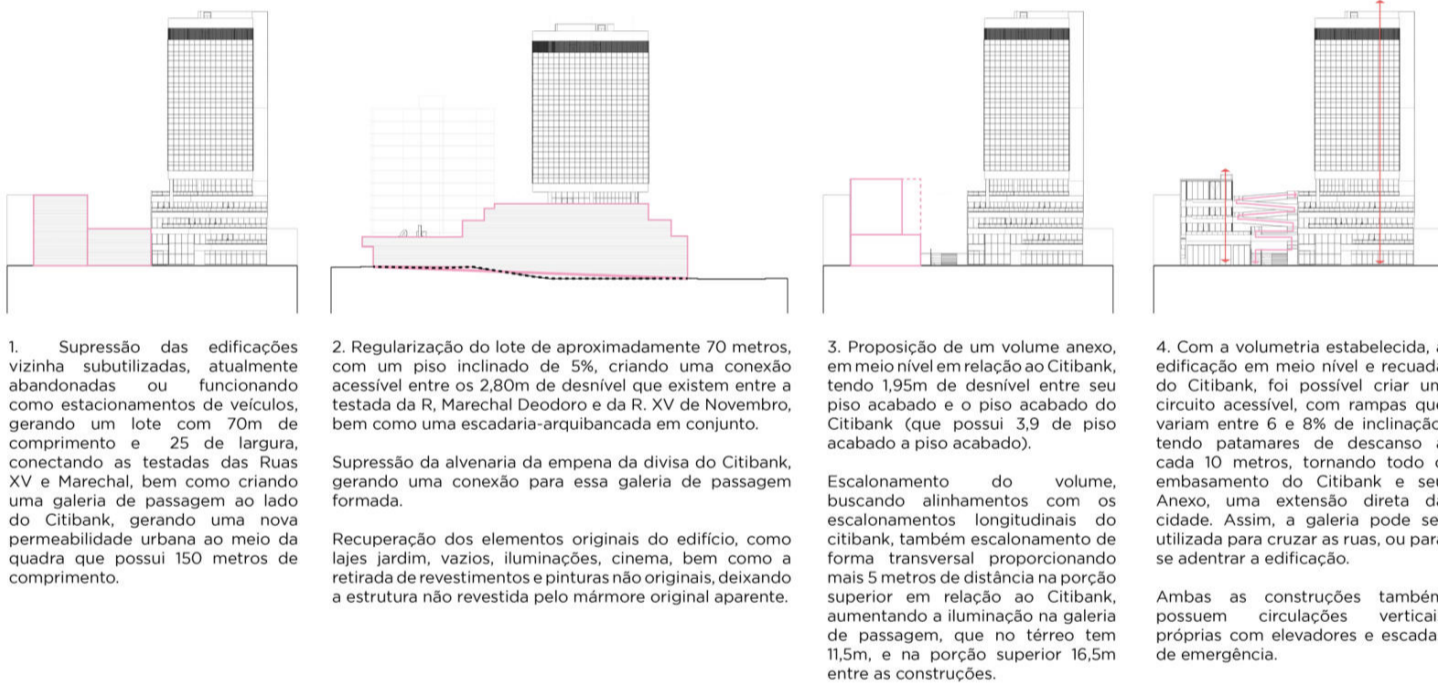 1. Supressão das edificações
vizinha subutilizadas, atualmente
abandonadas ou funcionando
como estacionamentos de veículos,
gerando um lote com 70m de
comprimento e 25 de largura,
conectando as testadas das Ruas
XV e Marechal, bem como criando
uma galeria de passagem ao lado
do Citibank, gerando uma nova
permeabilidade urbana ao meio da
quadra que possui 150 metros de
comprimento.
2. Regularização do lote de aproximadamente 70 metros,
com um piso inclinado de 5%, criando uma conexão
acessível entre os 2,80m de desnível que existem entre a
testada da R, Marechal Deodoro e da R. XV de Novembro,
bem como uma escadaria-arquibancada em conjunto.
Supressão da alvenaria da empena da divisa do Citibank,
gerando uma conexão para essa galeria de passagem
formada.
Recuperação dos elementos originais do edifício, como
lajes jardim, vazios, iluminações, cinema, bem como a
retirada de revestimentos e pinturas não originais, deixando
a estrutura não revestida pelo mármore original aparente.
3. Proposição de um volume anexo,
em meio nível em relação ao Citibank,
tendo 1,95m de desnível entre seu
piso acabado e o piso acabado do
Citibank (que possui 3,9 de piso
acabado a piso acabado).
Escalonamento do volume,
buscando alinhamentos com os
escalonamentos longitudinais do
citibank, também escalonamento de
forma transversal proporcionando
mais 5 metros de distância na porção
superior em relação ao Citibank,
aumentando a iluminação na galeria
de passagem, que no térreo tem
11,5m, e na porção superior 16,5m
entre as construções.
4. Com a volumetria estabelecida,
edificação em meio nível e recuada
do Citibank, foi possível criar um
circuito acessível, com rampas que
variam entre 6 e 8% de inclinação
tendo patamares de descanso
cada 10 metros, tornando todo
embasamento do Citibank e seu
Anexo, uma extensão direta da
cidade. Assim, a galeria pode se
utilizada para cruzar as ruas, ou para
se adentrar a edificação.
Ambas as construções também
possuem circulações verticai
próprias com elevadores e escada
de emergência.